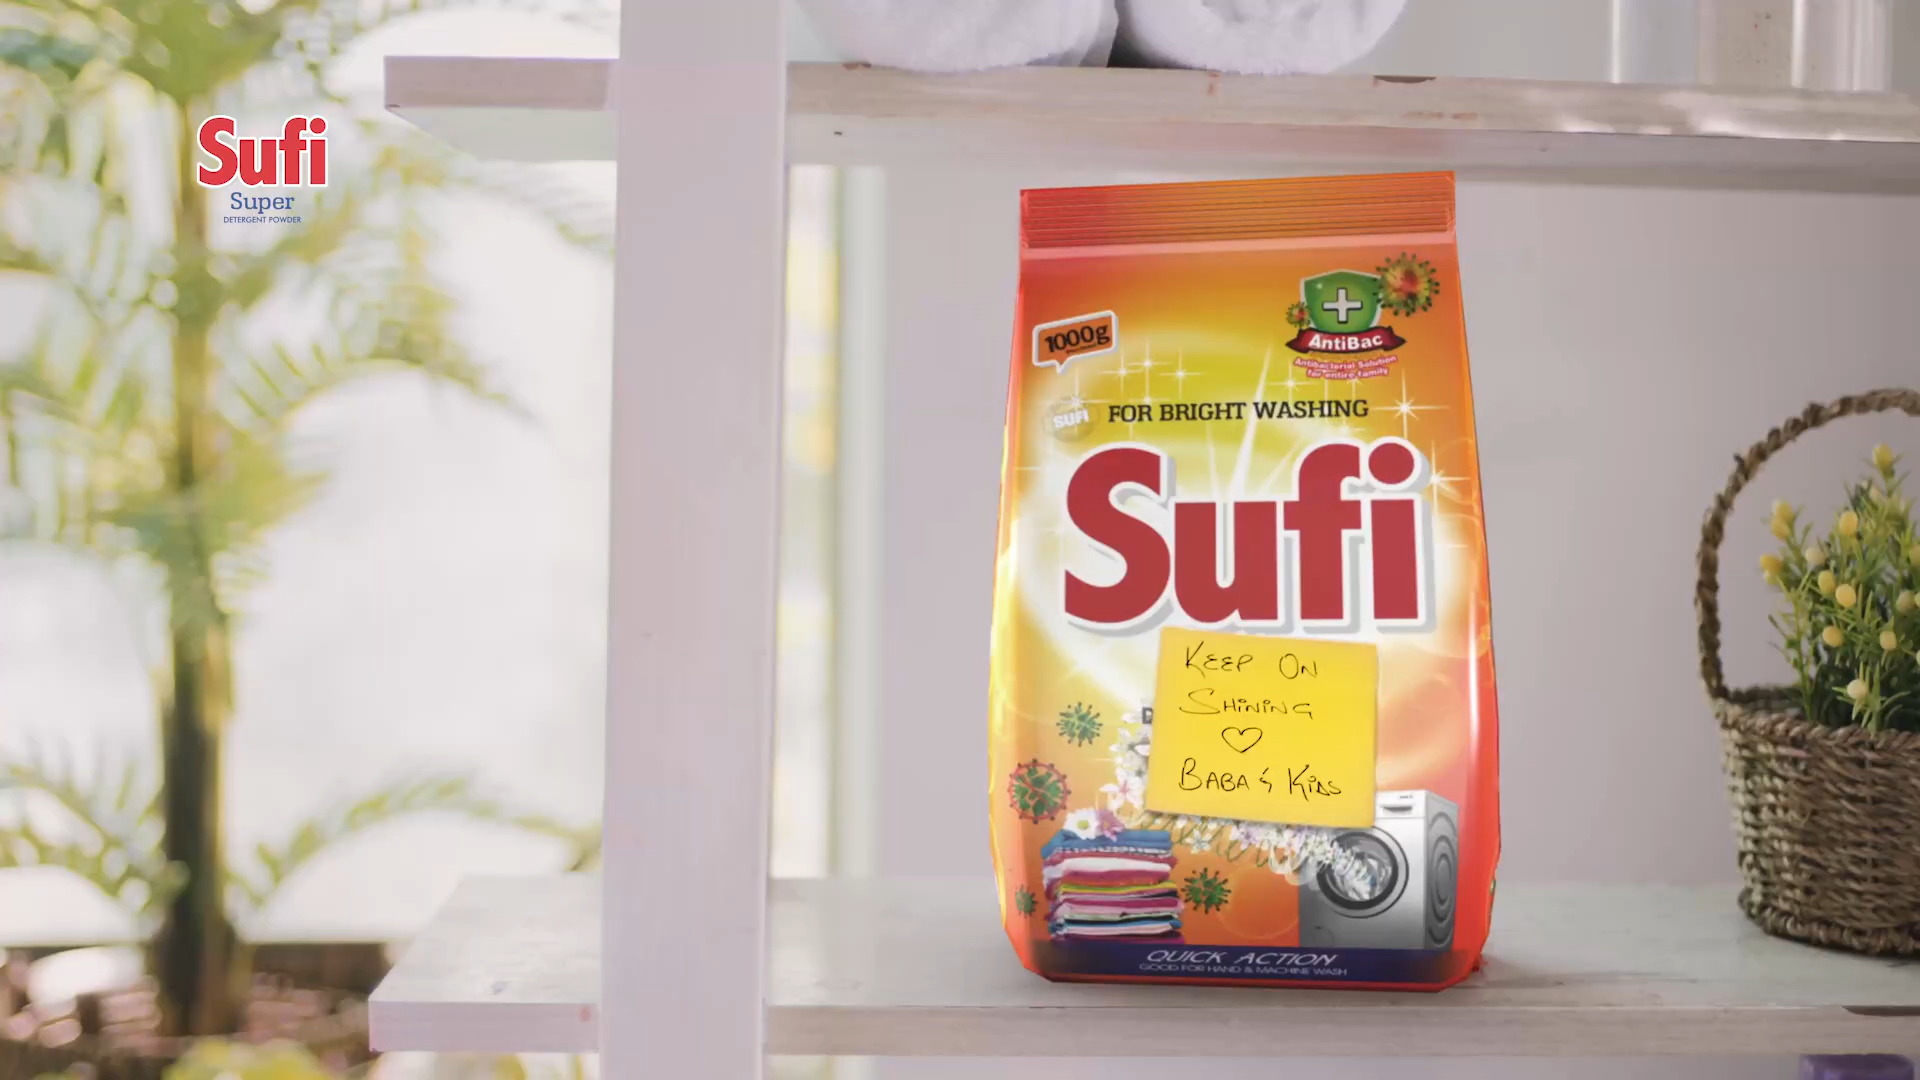 Sufi
Super
DETERGENT POWDER
1000g
AntiBac
Antibacterial Solution
for entire family
SUFI
FOR BRIGHT WASHING
Sufi
KEEP ON
SHINING
BABA & KIDS
QUICK ACTION
GOOD FOR HAND & MACHINE WASH